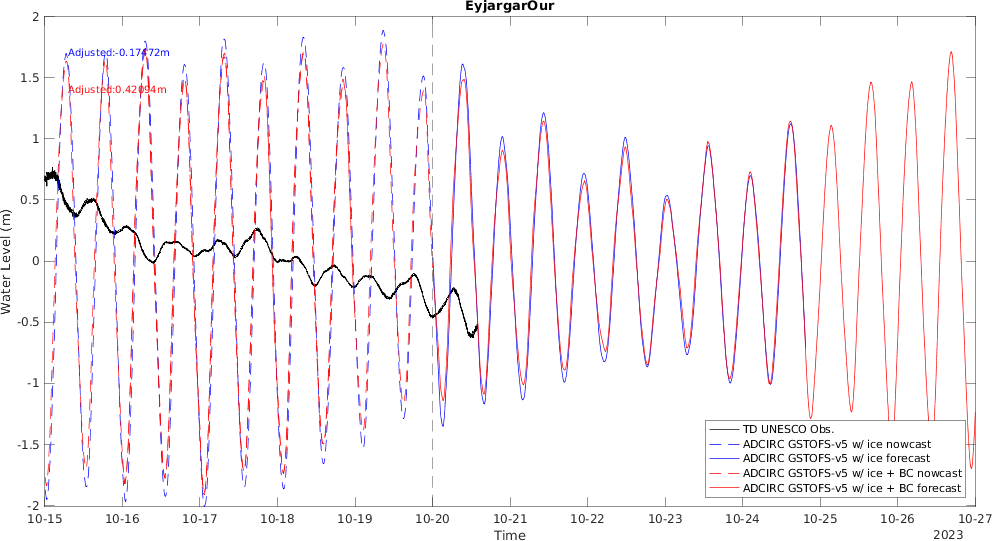 EyjargarOur
Adjusted:-0.17472m
Adjusted:0.42094m
Water Level (m)
2
1.5
1
0.5
0
-0.5
-1
-1.5
-2
TD UNESCO Obs.
ADCIRC GSTOFS-v5 w/ ice nowcast
ADCIRC GSTOFS-v5 w/ ice forecast
ADCIRC GSTOFS-v5 w/ ice + BC nowcast
ADCIRC GSTOFS-v5 w/ ice + BC forecast
10-15 10-16 10-17 10-18 10-19 10-20 10-21 10-22 10-23 10-24 10-25 10-26 10-27
Time
2023